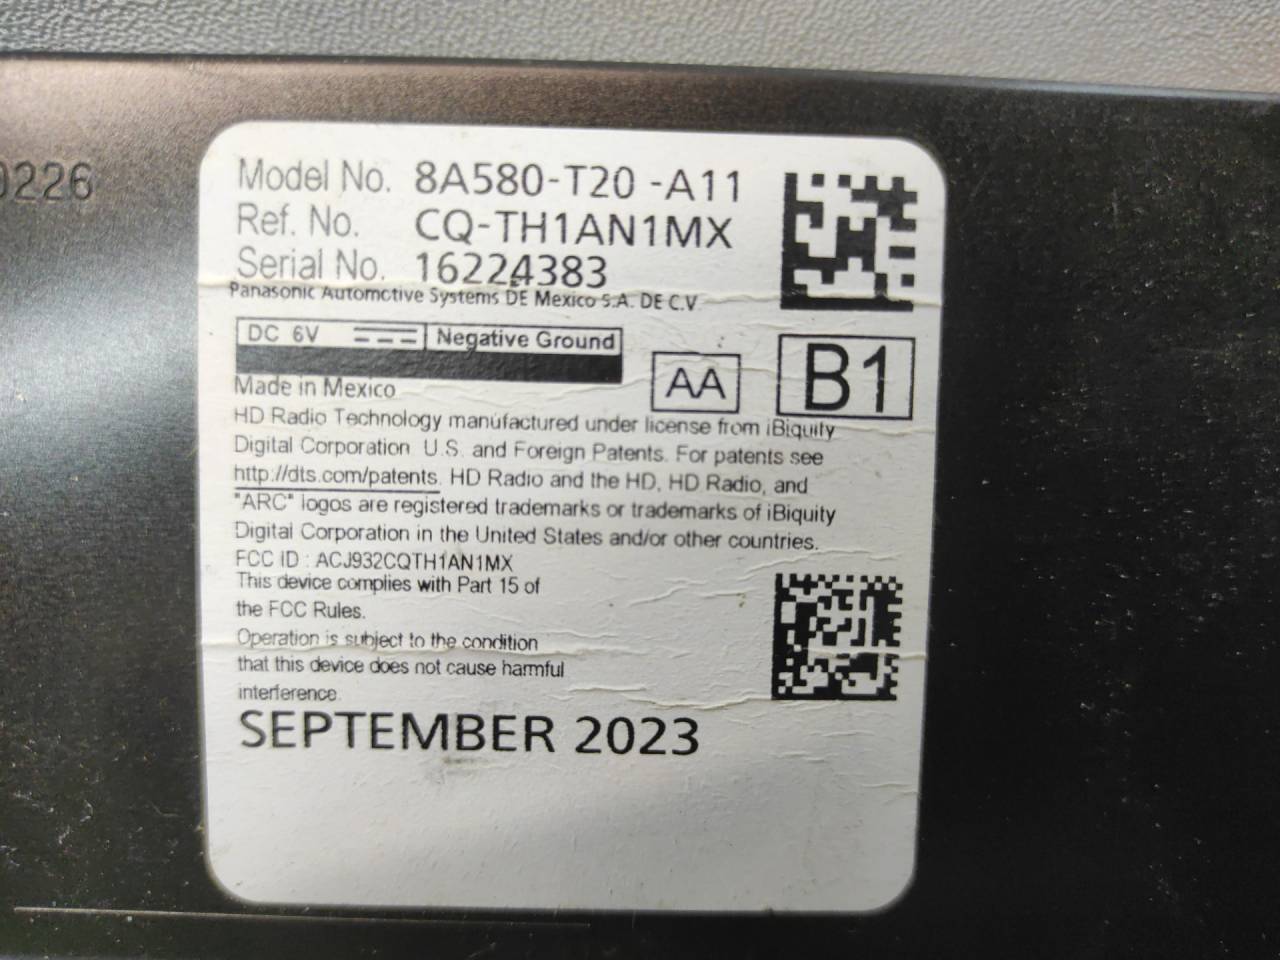 0226
Model No. 8A580-T20 -A11
Ref. No. CQ-TH1AN1MX
Serial No. 16224383
Panasonic Automotive Systems DE Mexico S.A. DE C.V.
DC 6V Negative Ground
AA
B1
Made in Mexico
HD Radio Technology manufactured under license from iBiquity
Digital Corporation U.S. and Foreign Patents. For patents see
http://dts.com/patents. HD Radio and the HD, HD Radio, and
"ARC" logos are registered trademarks or trademarks of iBiquity
Digital Corporation in the United States and/or other countries.
FCC ID : ACJ932CQTH1AN1MX
This device complies with Part 15 of
the FCC Rules.
Operation is subject to the condition
that this device does not cause harmful
interference.
SEPTEMBER 2023